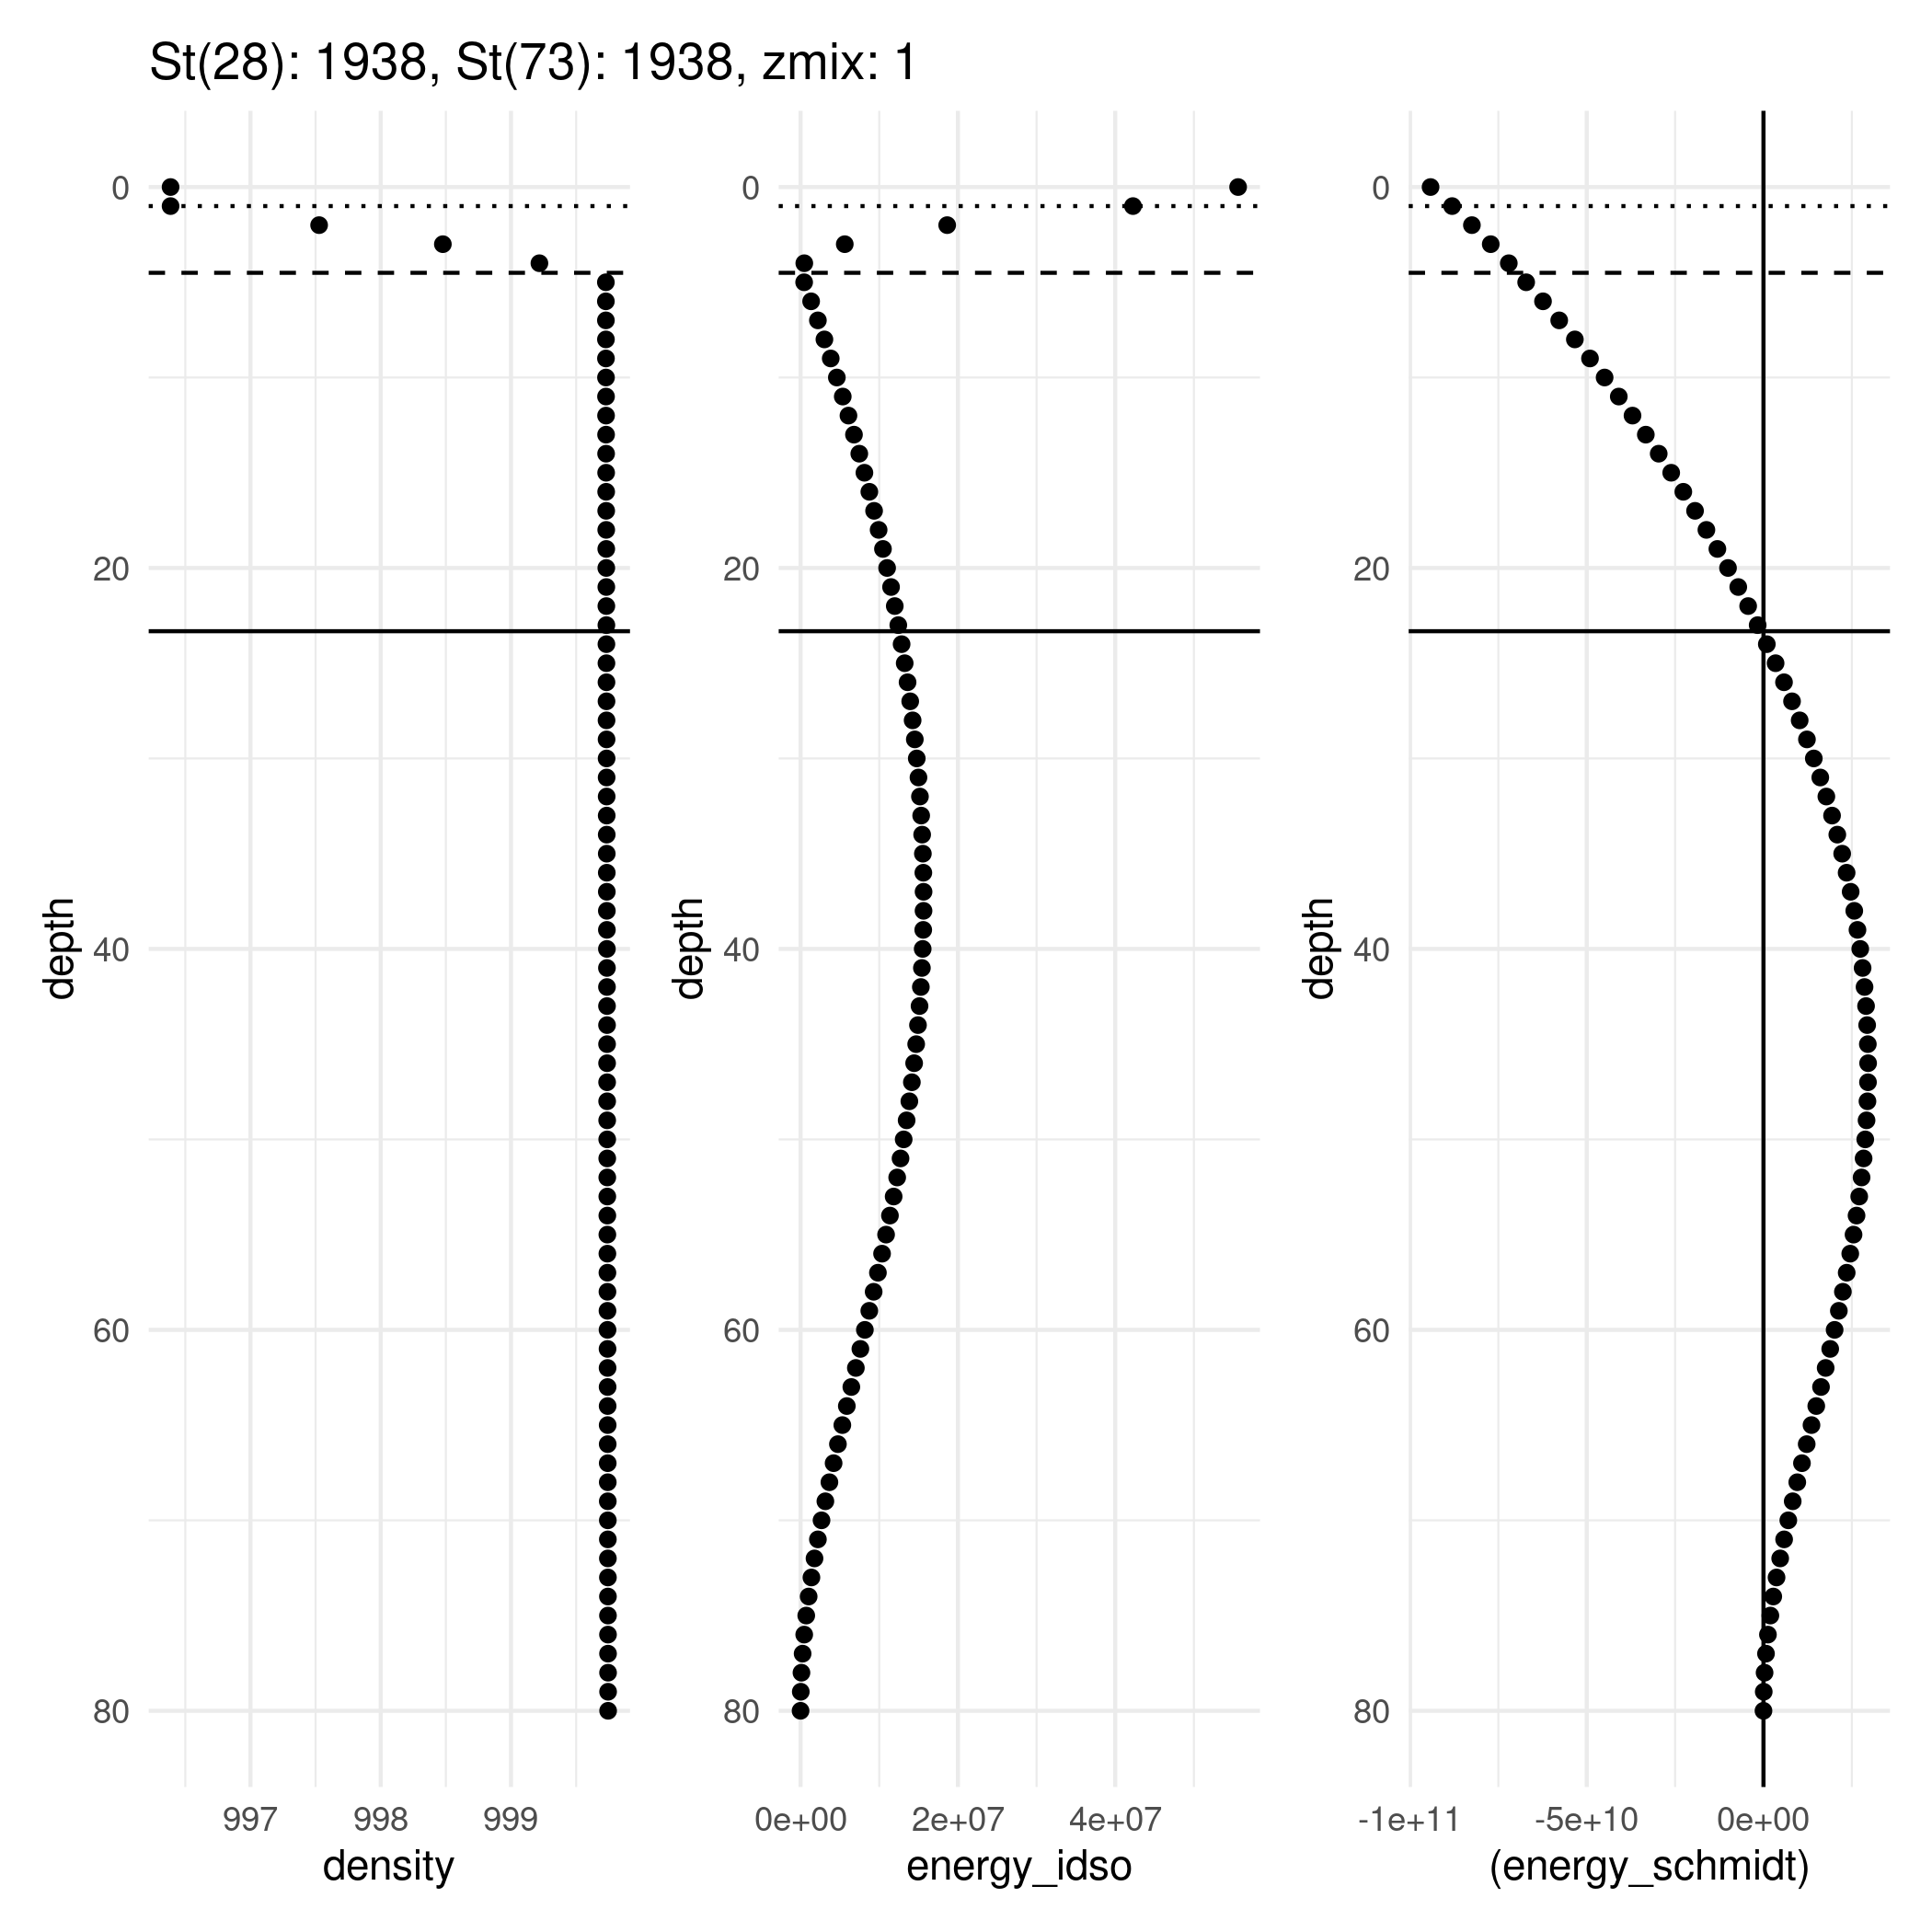 St(28): 1938, St(73): 1938, zmix: 1
depth
0
20
40
60
80
997 998 999
density
depth
0
20
40
60
80
0e+00 2e+07 4e+07
energy_idso
depth
0
20
40
60
80
-1e+11 -5e+10 0e+00
(energy_schmidt)